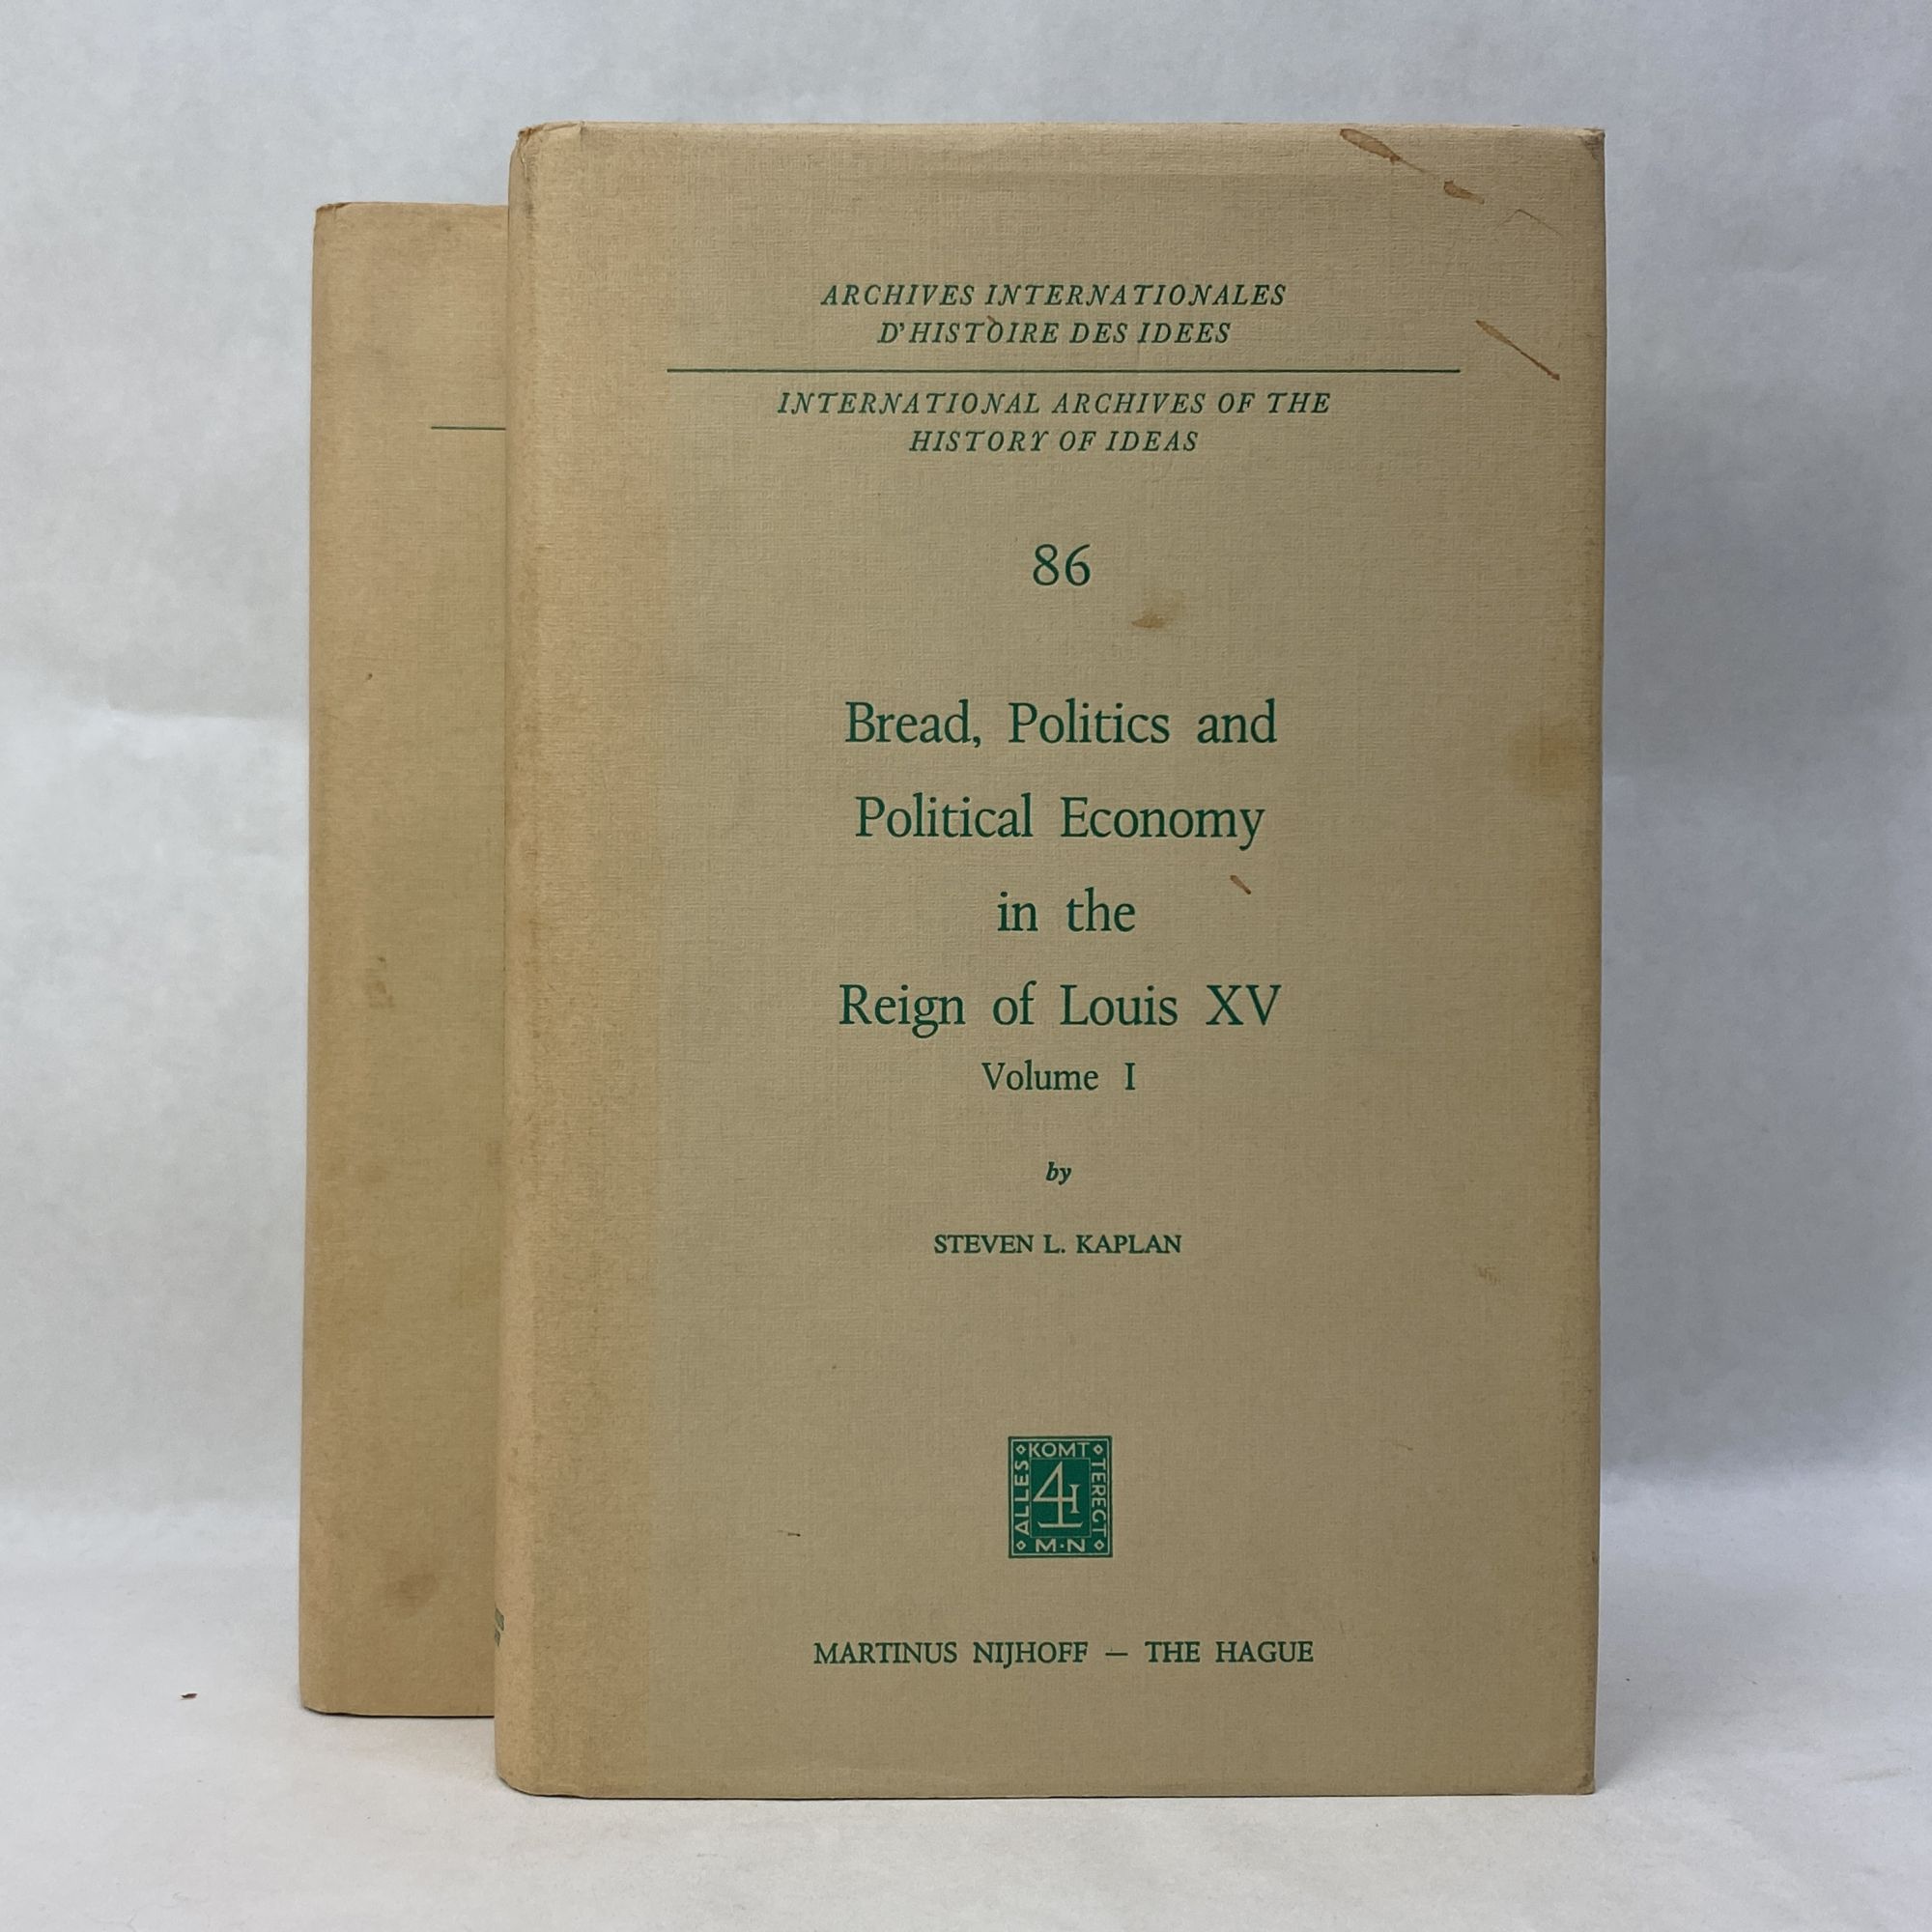 ARCHIVES INTERNATIONALES
D'HISTOIRE DES IDEES
INTERNATIONAL ARCHIVES OF THE
HISTORY OF IDEAS
86
Bread, Politics and
Political Economy
in the
Reign of Louis XV
Volume I
by
STEVEN L. KAPLAN
ALLES
KOMT
TEREGT
M·N
MARTINUS NIJHOFF — THE HAGUE